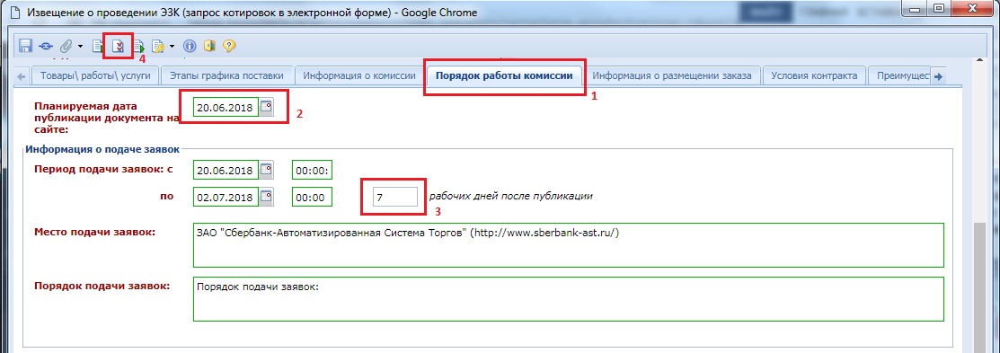 Извещение о проведении ЭЗК (запрос котировок в электронной форме) - Google Chrome
4
Товары\ работы\ услуги
Этапы графика поставки
Информация о комиссии
Порядок работы комиссии
Информация о размещении заказа
Условия контракта
Преимущест
1
Планируемая дата
публикации документа на
сайте:
20.06.2018
2
Информация о подаче заявок
Период подачи заявок: с
20.06.2018
00:00:
по
02.07.2018
00:00
7
рабочих дней после публикации
3
Место подачи заявок:
ЗАО "Сбербанк-Автоматизированная Система Торгов" (http://www.sberbank-ast.ru/)
Порядок подачи заявок:
Порядок подачи заявок: